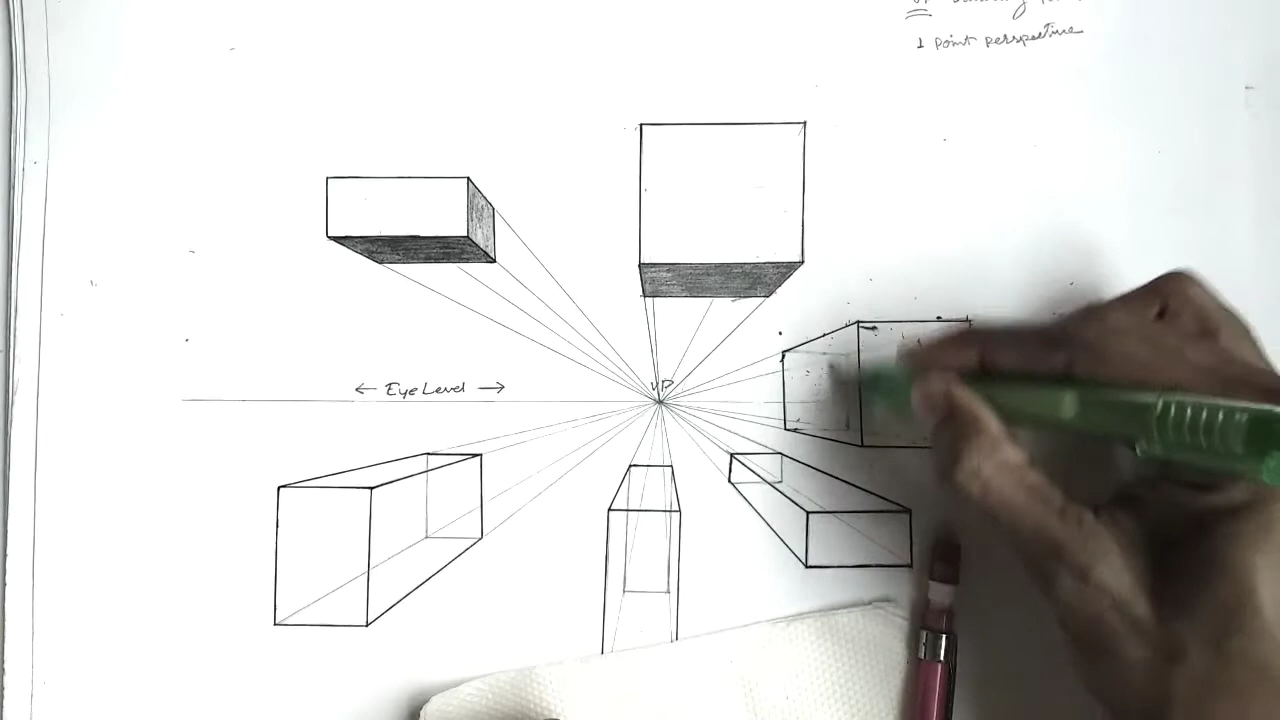 1 point perspective
VP
← Eye Level →